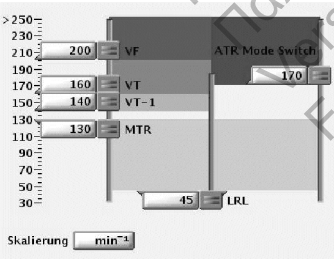 >250
230
210 200 VF ATR Mode Switch
190 170
170 160 VT
150 140 VT-1
130
110 130 MTR
90
70
50
30 45 LRL
Skalierung min⁻¹